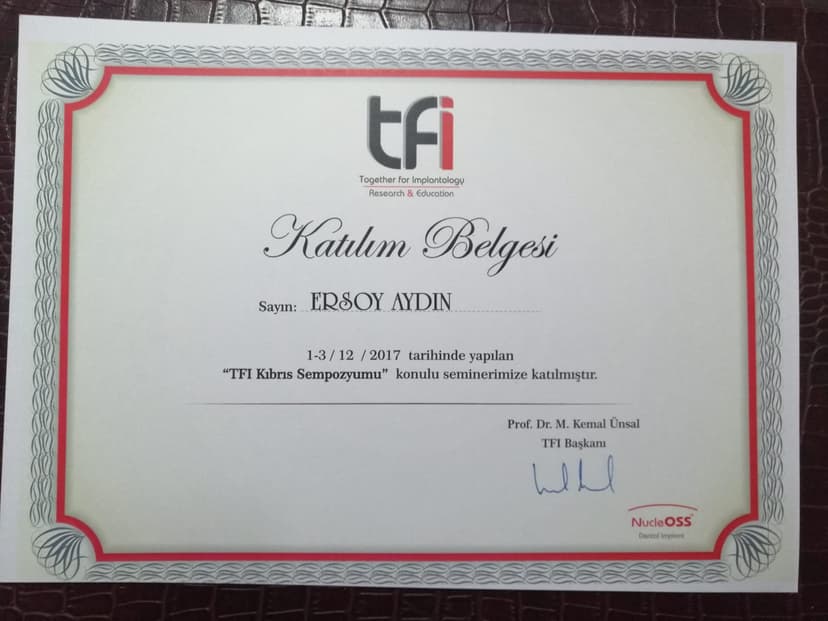 tfi
Together for Implantology
Research & Education
Katılım Belgesi
Sayın: ERSOY AYDIN
1-3 / 12 / 2017 tarihinde yapılan
“TFI Kıbrıs Sempozyumu” konulu seminerimize katılmıştır.
Prof. Dr. M. Kemal Ünsal
TFI Başkanı
NucleOSS™
Dental Implant